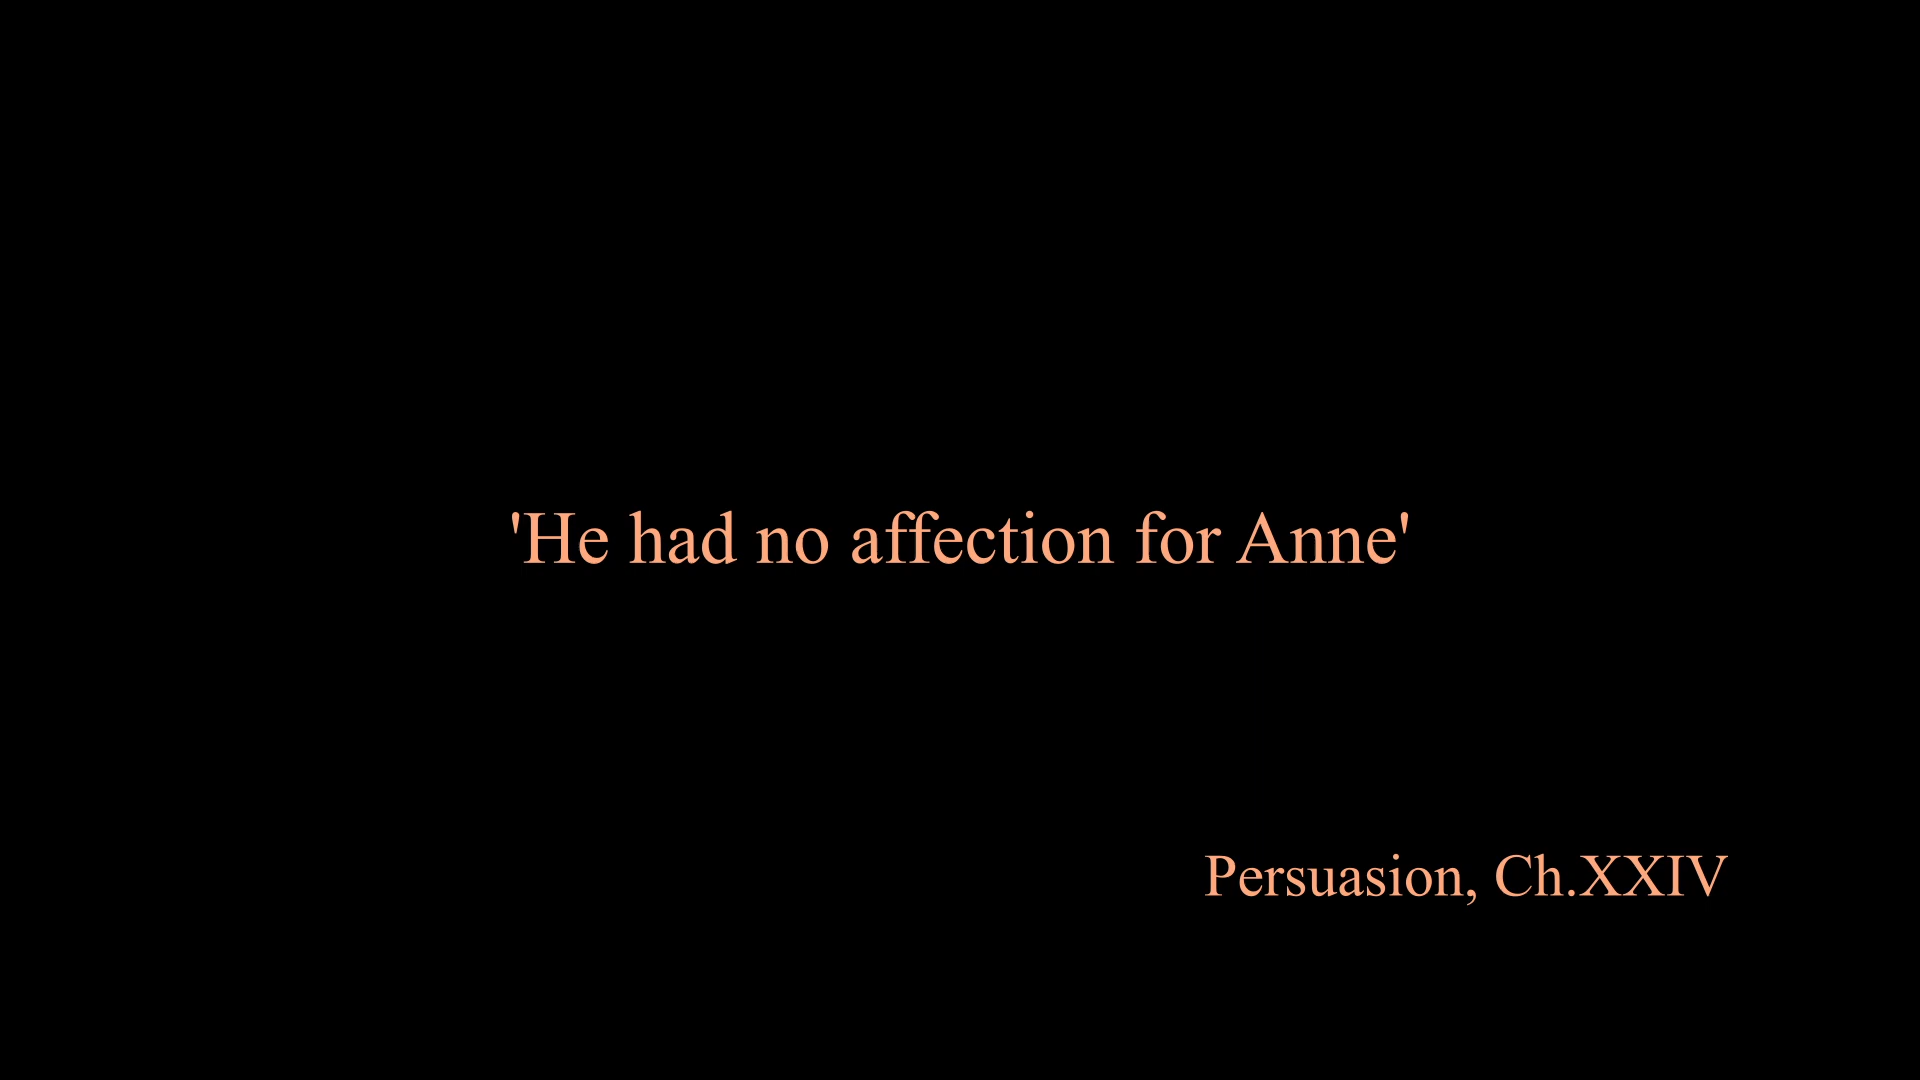 'He had no affection for Anne'
Persuasion, Ch.XXIV